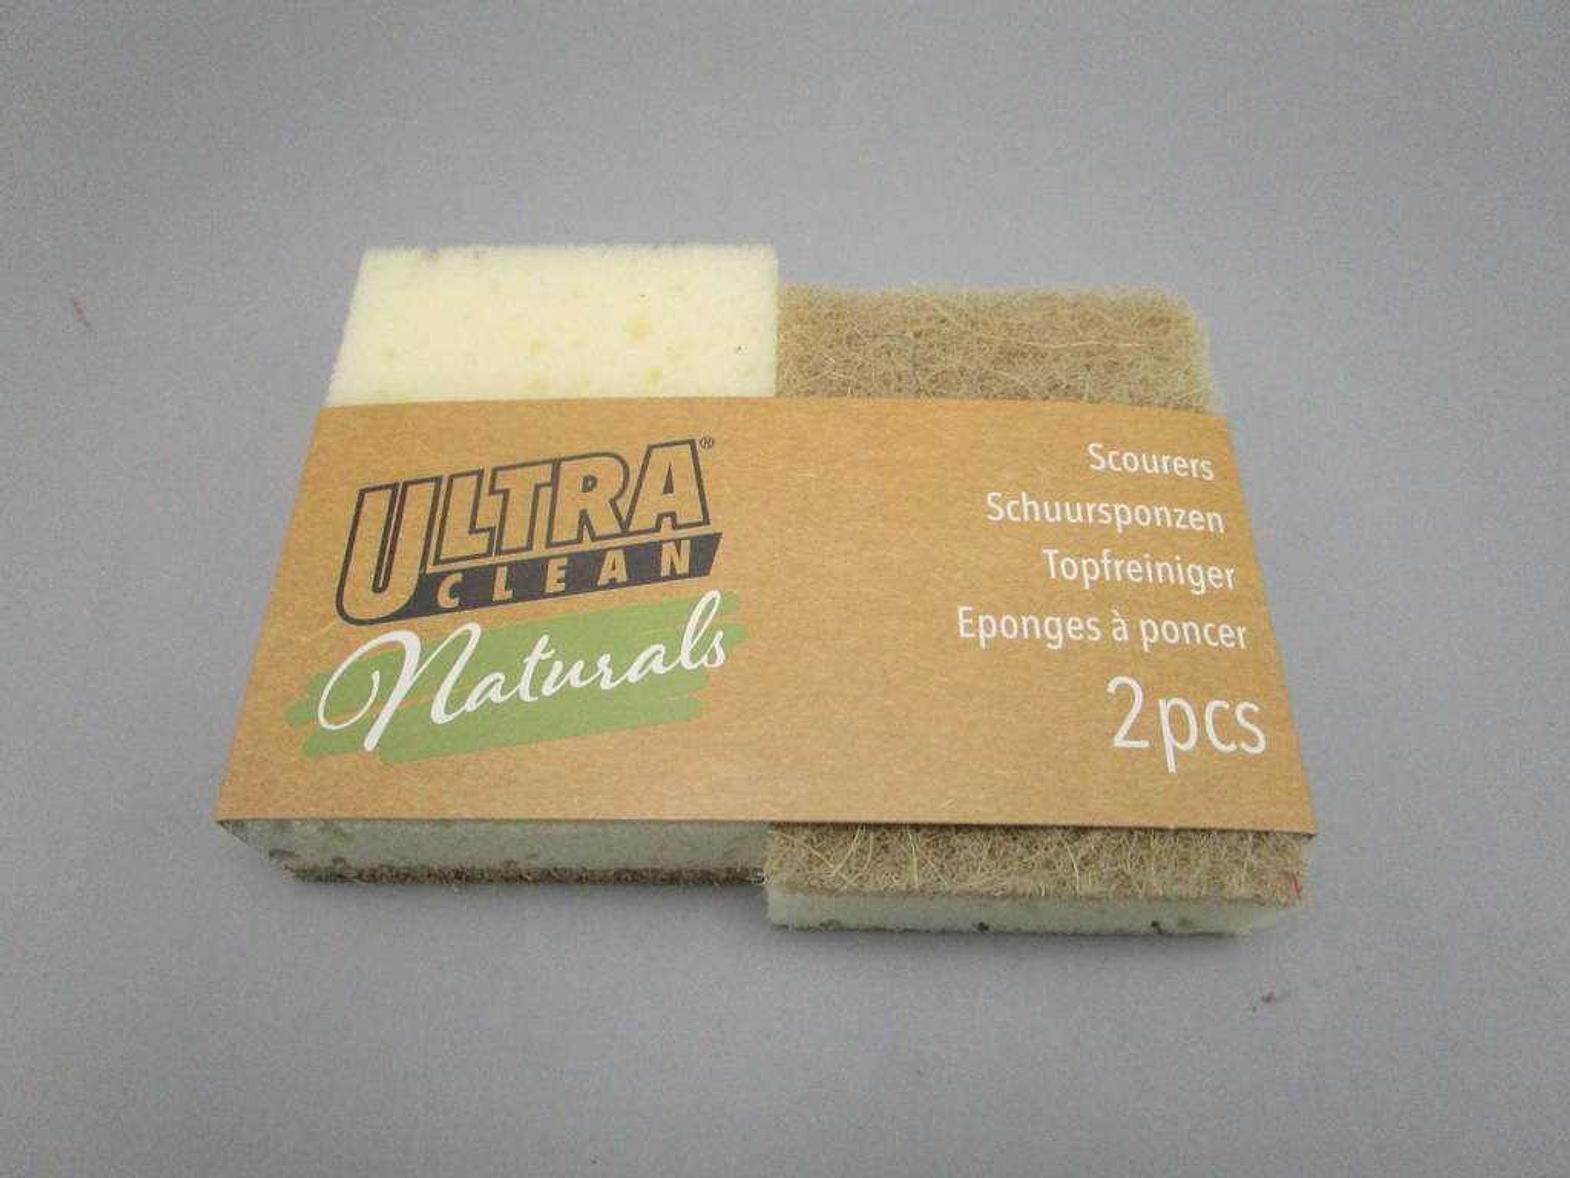 ULTRA®
CLEAN
Naturals
Scourers
Schuursponzen
Topfreiniger
Eponges à poncer
2pcs